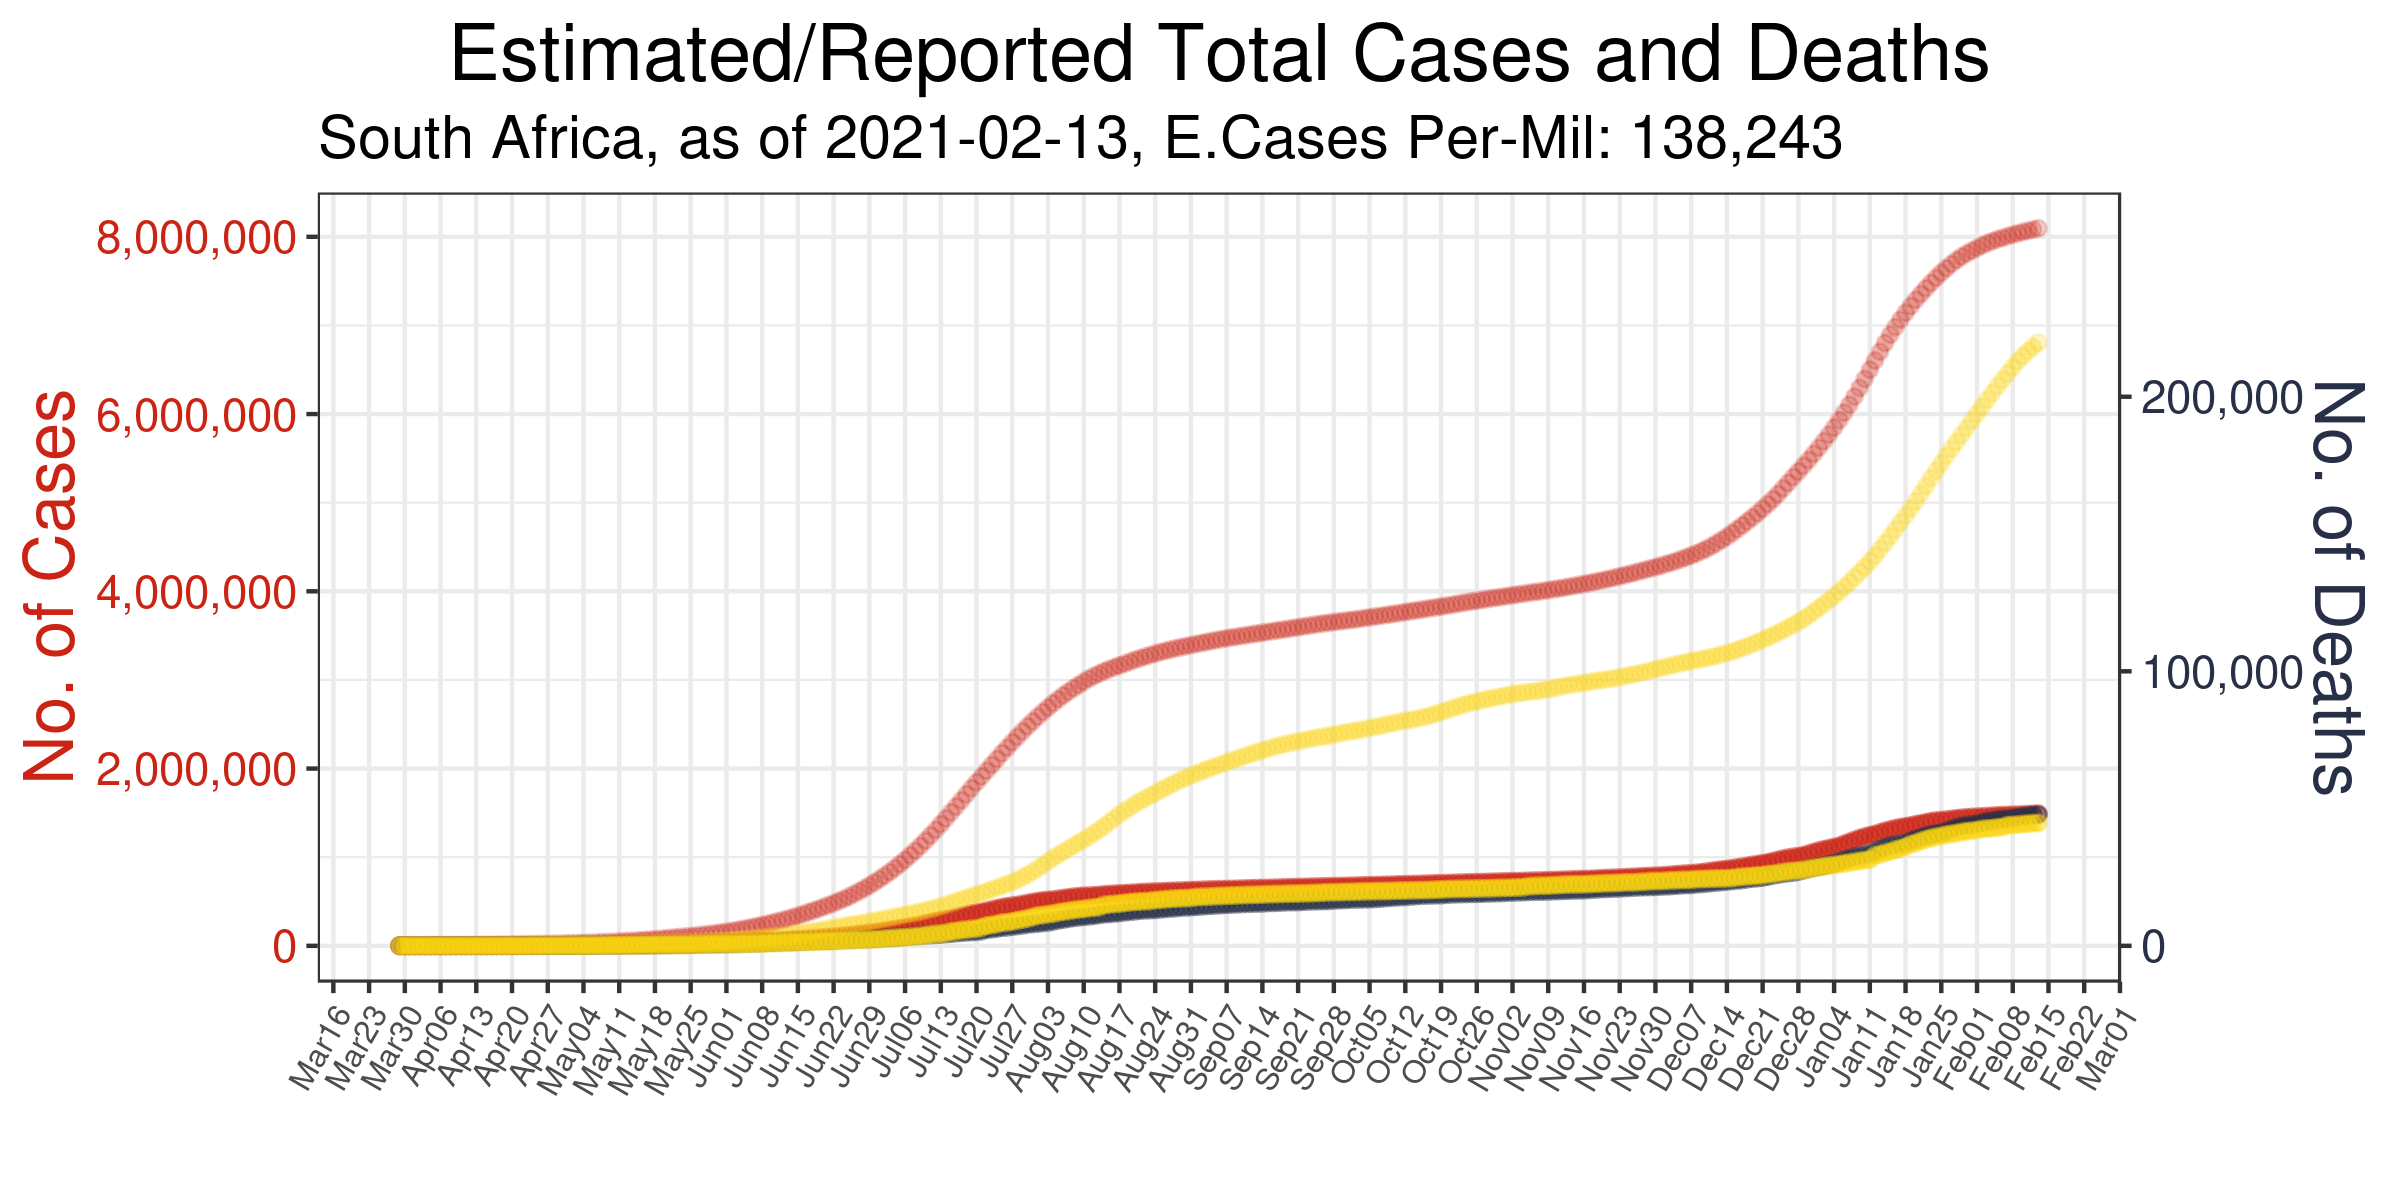 Estimated/Reported Total Cases and Deaths
South Africa, as of 2021-02-13, E.Cases Per-Mil: 138,243
No. of Cases
8,000,000
6,000,000
4,000,000
2,000,000
0
200,000
100,000
0
No. of Deaths
Mar16
Mar23
Mar30
Apr06
Apr13
Apr20
Apr27
May04
May11
May18
May25
Jun01
Jun08
Jun15
Jun22
Jun29
Jul06
Jul13
Jul20
Jul27
Aug03
Aug10
Aug17
Aug24
Aug31
Sep07
Sep14
Sep21
Sep28
Oct05
Oct12
Oct19
Oct26
Nov02
Nov09
Nov16
Nov23
Nov30
Dec07
Dec14
Dec21
Dec28
Jan04
Jan11
Jan18
Jan25
Feb01
Feb08
Feb15
Feb22
Mar01